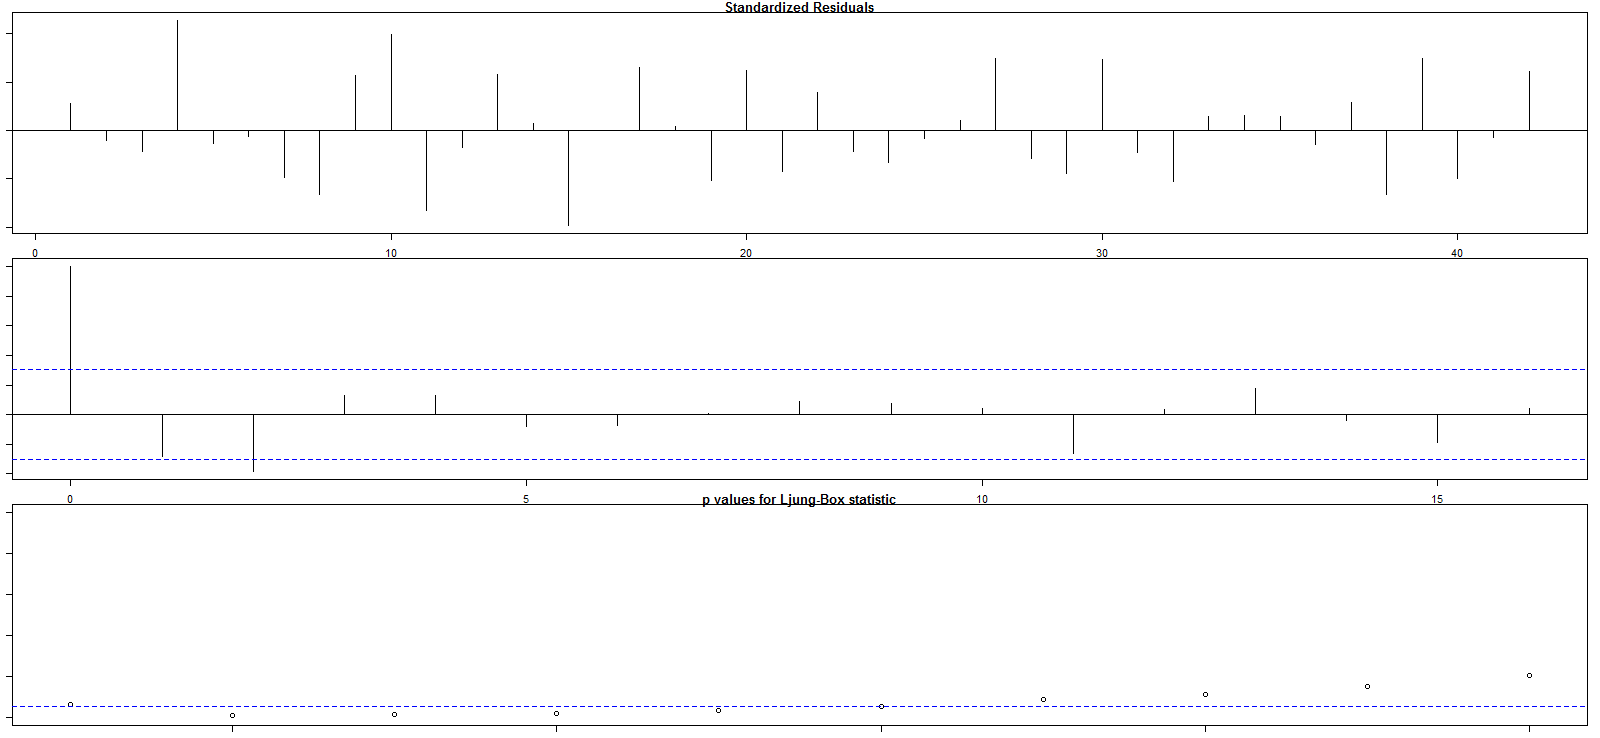 Standardized Residuals
0 10 20 30 40
0 5 10 15
p values for Ljung-Box statistic